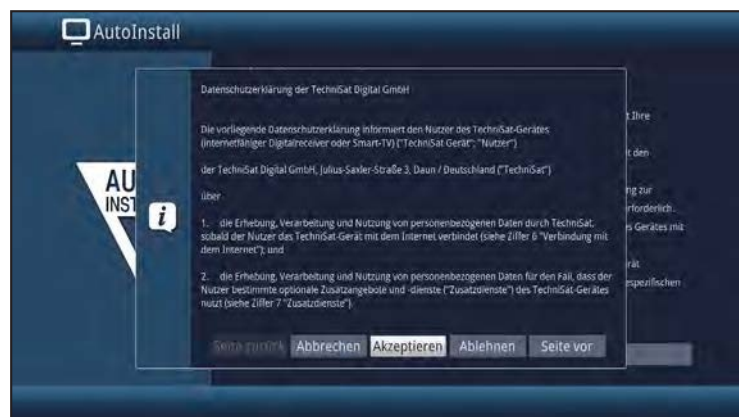 AutoInstall
Datenschutzerklärung der TechniSat Digital GmbH
Die vorliegende Datenschutzerklärung informiert den Nutzer des TechniSat-Gerätes
(internetfähiger Digitalreceiver oder Smart-TV) ("TechniSat Gerät"; "Nutzer")
der TechniSat Digital GmbH, Julius-Saxler-Straße 3, Daun / Deutschland ("TechniSat")
über
1. die Erhebung, Verarbeitung und Nutzung von personenbezogenen Daten durch TechniSat,
sobald der Nutzer das TechniSat-Gerät mit dem Internet verbindet (siehe Ziffer 6 "Verbindung mit
dem Internet"); und
2. die Erhebung, Verarbeitung und Nutzung von personenbezogenen Daten für den Fall, dass der
Nutzer bestimmte optionale Zusatzangebote und -dienste ("Zusatzdienste") des TechniSat-Gerätes
nutzt (siehe Ziffer 7 "Zusatzdienste").
Seite zurück Abbrechen Akzeptieren Ablehnen Seite vor
AU
INST
t Ihre
it den
ng zur
rforderlich.
s Gerätes mit
rät
espezifischen